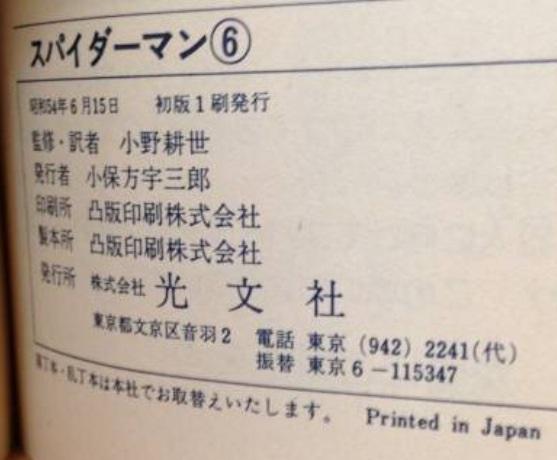 スパイダーマン⑥
昭和54年6月15日 初版1刷発行
監修・訳者 小野耕世
発行者 小保方宇三郎
印刷所 凸版印刷株式会社
製本所 凸版印刷株式会社
発行所 株式会社 光文社
東京都文京区音羽2 電話 東京 (942) 2241(代)
振替 東京6-115347
落丁本・乱丁本は本社でお取替えいたします。 Printed in Japan